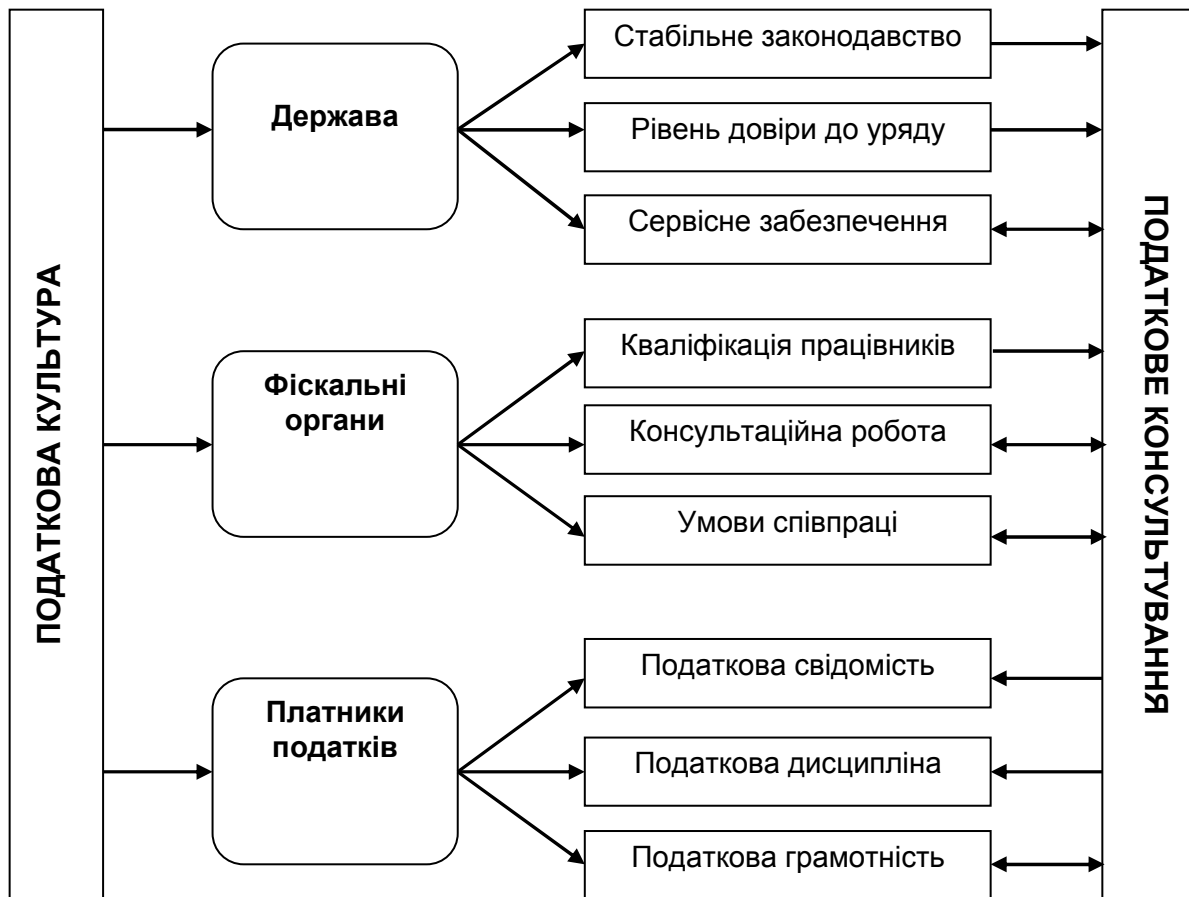 ПОДАТКОВА КУЛЬТУРА
Держава
Стабільне законодавство
Рівень довіри до уряду
Сервісне забезпечення
Фіскальні
органи
Кваліфікація працівників
Консультаційна робота
Умови співпраці
Платники
податків
Податкова свідомість
Податкова дисципліна
Податкова грамотність
ПОДАТКОВЕ КОНСУЛЬТУВАННЯ